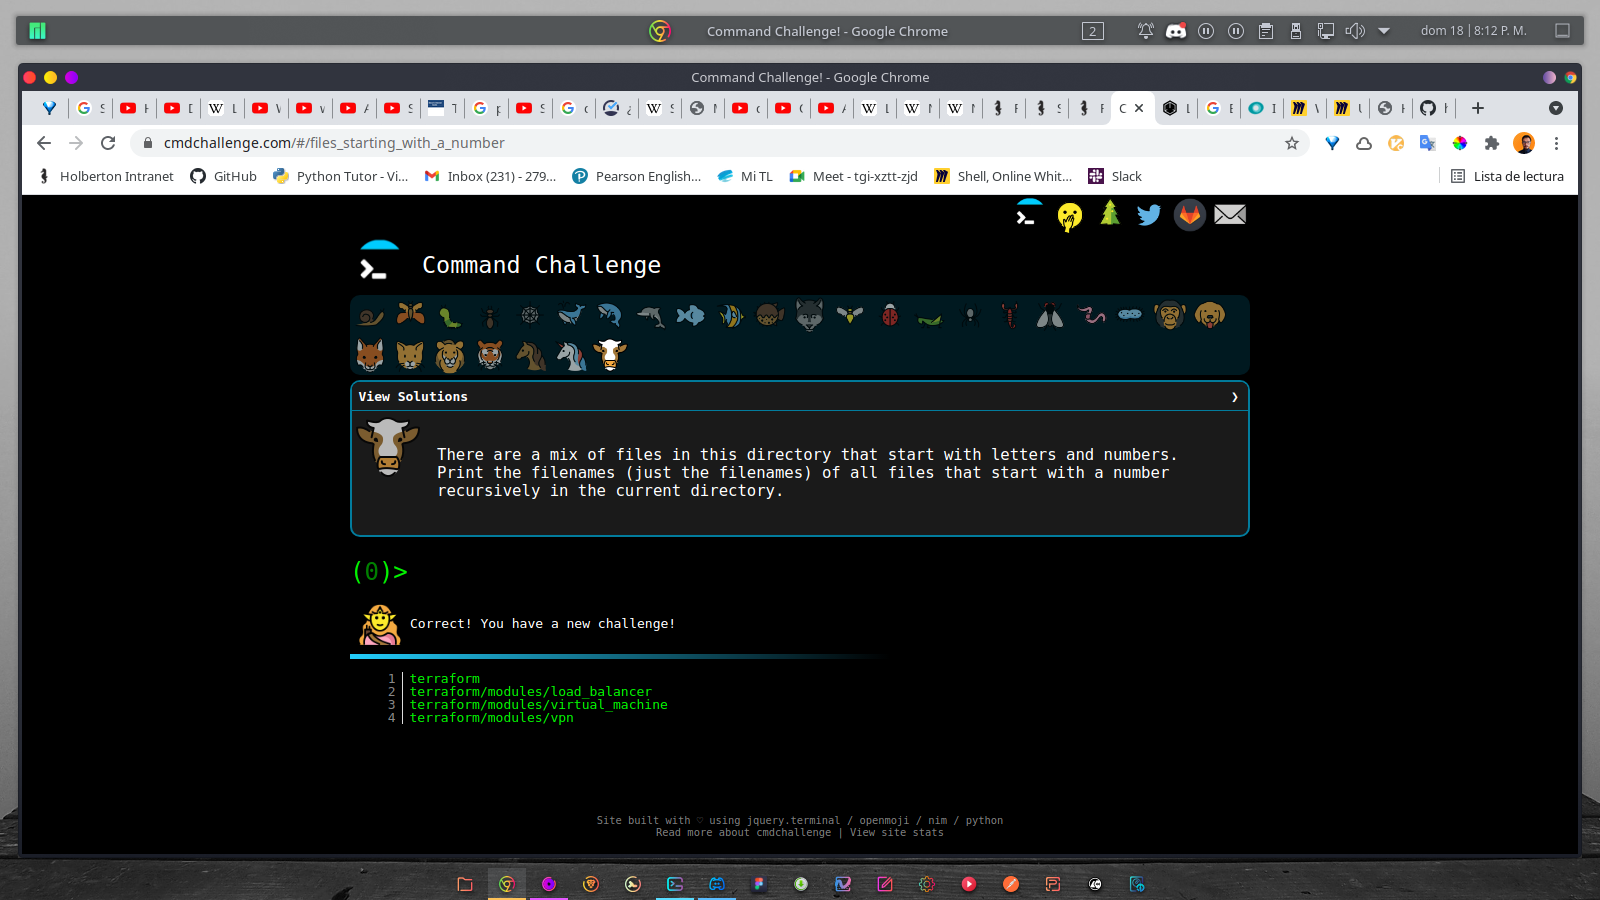 Command Challenge! - Google Chrome
2
dom 18 | 8:12 P. M.
Command Challenge! - Google Chrome
cmdchallenge.com/#/files_starting_with_a_number
Holberton Intranet
GitHub
Python Tutor - Vi...
Inbox (231) - 279...
Pearson English...
Mi TL
Meet - tgi-xztt-zjd
Shell, Online Whit...
Slack
Lista de lectura
Command Challenge
View Solutions
There are a mix of files in this directory that start with letters and numbers.
Print the filenames (just the filenames) of all files that start with a number
recursively in the current directory.
(0)>
Correct! You have a new challenge!
1 terraform
2 terraform/modules/load_balancer
3 terraform/modules/virtual_machine
4 terraform/modules/vpn
Site built with ♡ using jquery.terminal / openmoji / nim / python
Read more about cmdchallenge | View site stats